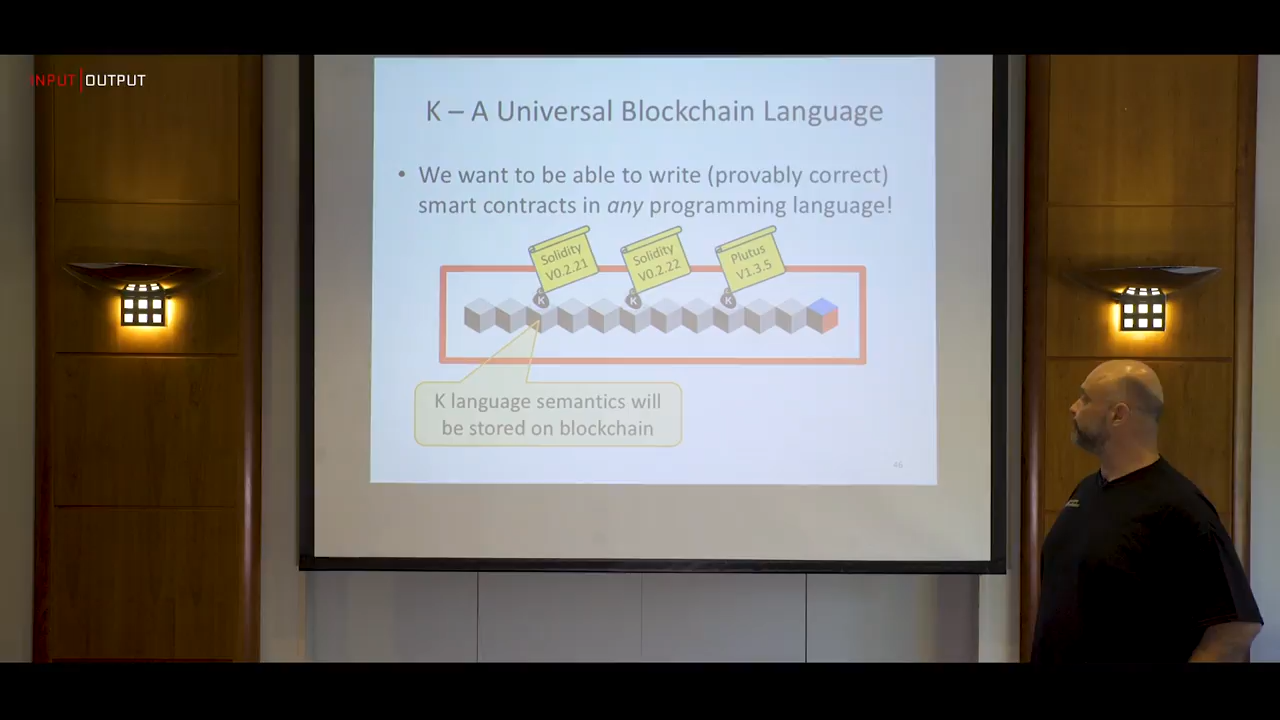 INPUT|OUTPUT
K – A Universal Blockchain Language
• We want to be able to write (provably correct)
smart contracts in any programming language!
Solidity
V0.2.21
Solidity
V0.2.22
Plutus
V1.3.5
K
K
K
K language semantics will
be stored on blockchain
46